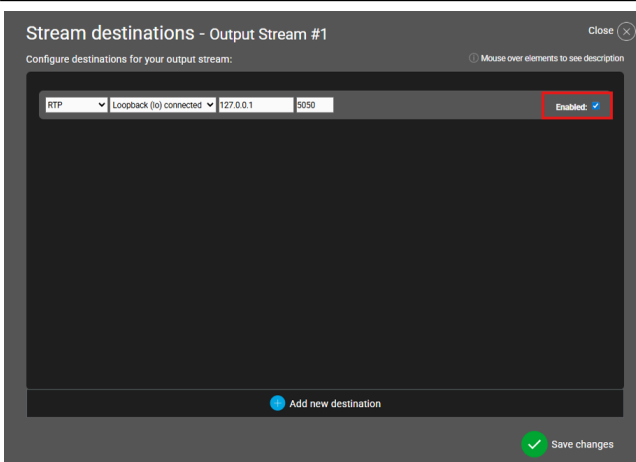 Stream destinations - Output Stream #1
Close
Configure destinations for your output stream:
Mouse over elements to see description
RTP Loopback (lo) connected 127.0.0.1 5050 Enabled:
Add new destination
Save changes